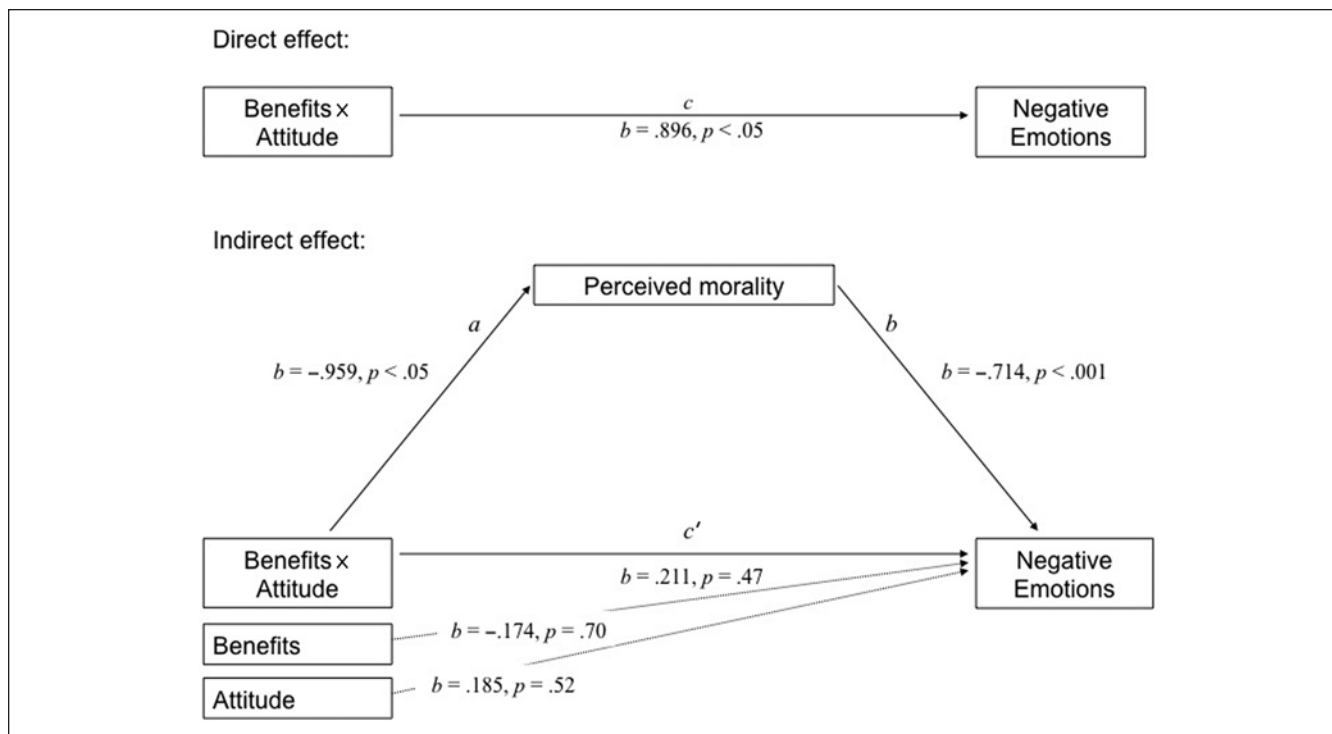 Direct effect:
Benefits ×
Attitude
c
b = .896, p < .05
Negative
Emotions
Indirect effect:
Perceived morality
a
b
b = −.959, p < .05
b = −.714, p < .001
Benefits ×
Attitude
c′
b = .211, p = .47
Negative
Emotions
Benefits
b = −.174, p = .70
Attitude
b = .185, p = .52